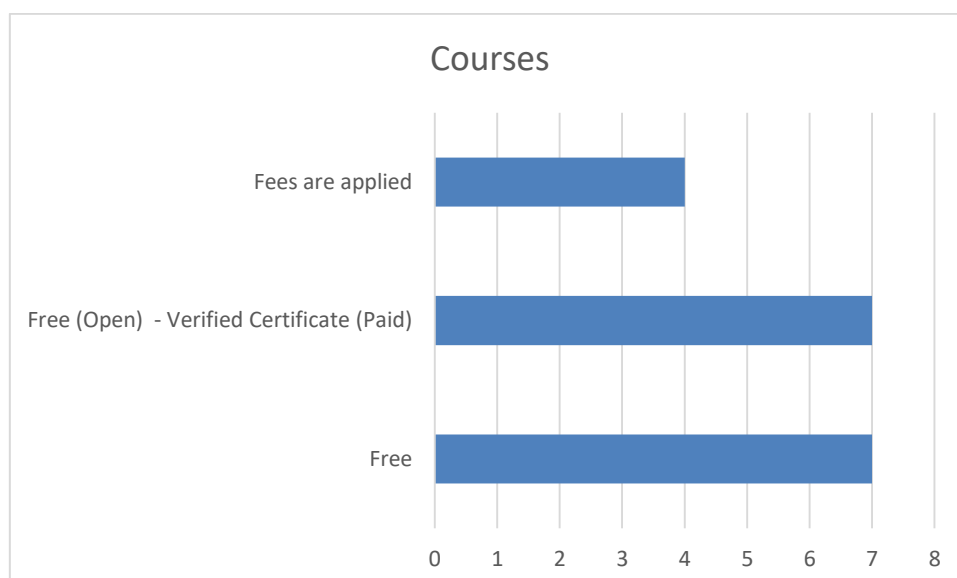 Courses
Fees are applied
Free (Open)  - Verified Certificate (Paid)
Free
0 1 2 3 4 5 6 7 8